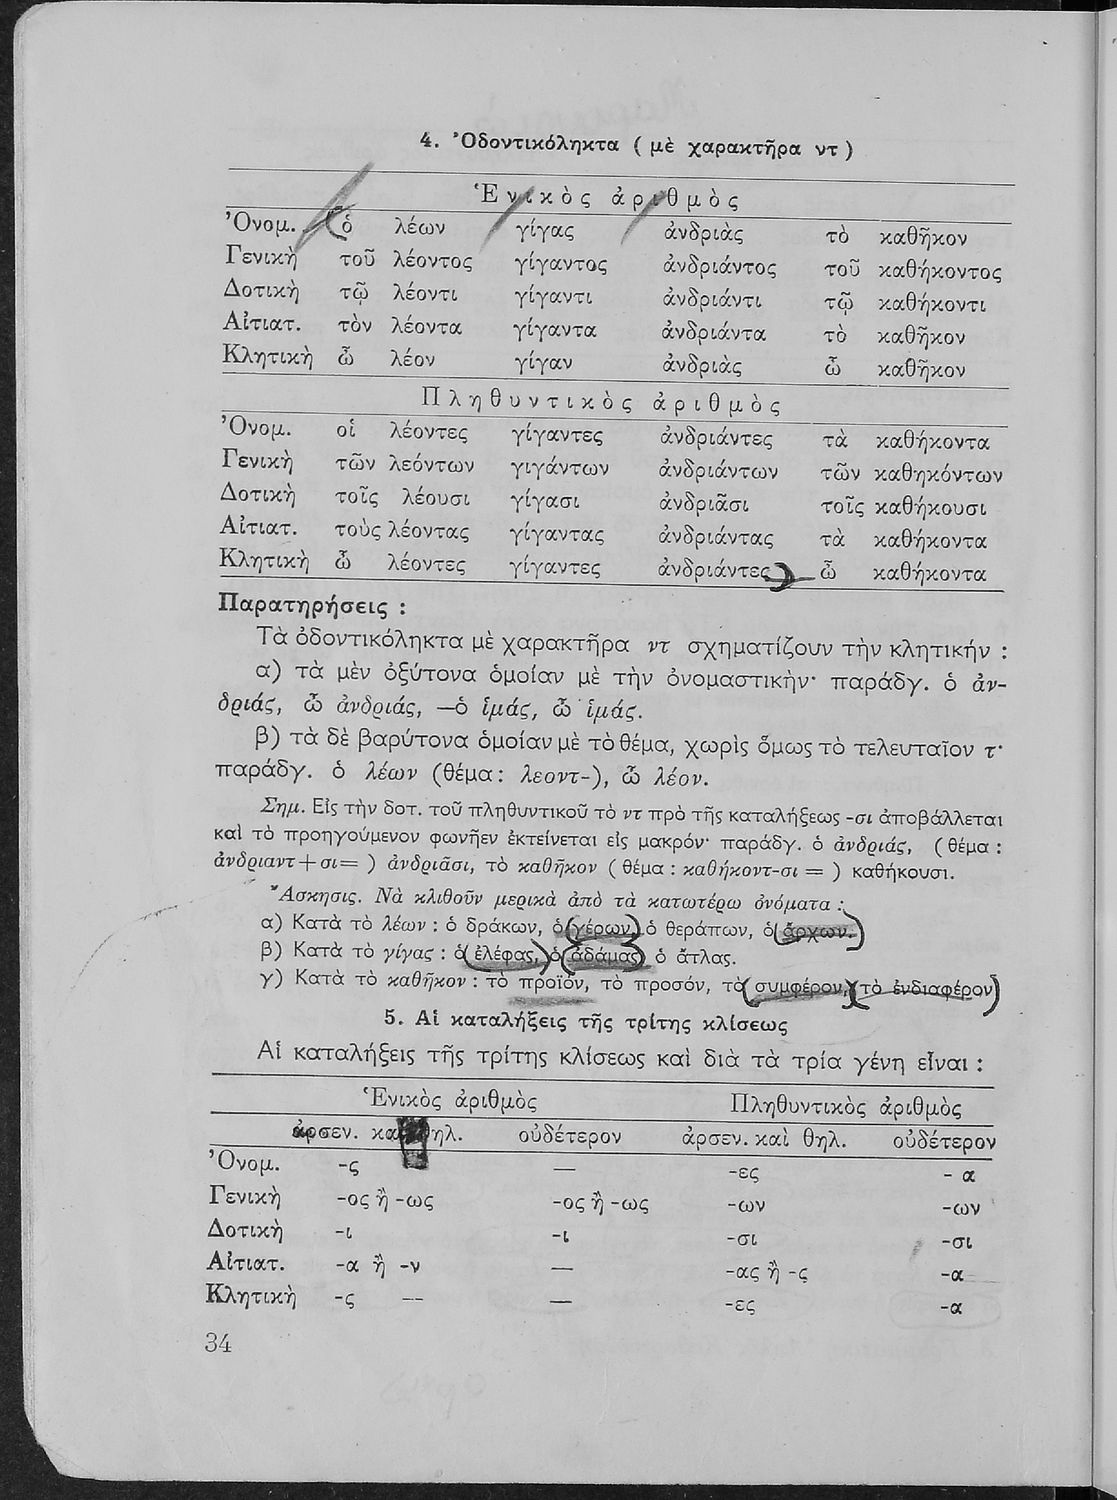 4. Ὀδοντικόληκτα ( μὲ χαρακτῆρα ντ )
Ἑνικὸς ἀριθμὸς
Ὀνομ. ὁ λέων γίγας ἀνδριὰς τὸ καθῆκον
Γενικὴ τοῦ λέοντος γίγαντος ἀνδριάντος τοῦ καθήκοντος
Δοτικὴ τῷ λέοντι γίγαντι ἀνδριάντι τῷ καθήκοντι
Αἰτιατ. τὸν λέοντα γίγαντα ἀνδριάντα τὸ καθῆκον
Κλητικὴ ὦ λέον γίγαν ἀνδριὰς ὦ καθῆκον
Πληθυντικὸς ἀριθμὸς
Ὀνομ. οἱ λέοντες γίγαντες ἀνδριάντες τὰ καθήκοντα
Γενικὴ τῶν λεόντων γιγάντων ἀνδριάντων τῶν καθηκόντων
Δοτικὴ τοῖς λέουσι γίγασι ἀνδριᾶσι τοῖς καθήκουσι
Αἰτιατ. τοὺς λέοντας γίγαντας ἀνδριάντας τὰ καθήκοντα
Κλητικὴ ὦ λέοντες γίγαντες ἀνδριάντες ὦ καθήκοντα
Παρατηρήσεις :
Τὰ ὀδοντικόληκτα μὲ χαρακτῆρα ντ σχηματίζουν τὴν κλητικήν :
α) τὰ μὲν ὀξύτονα ὁμοίαν μὲ τὴν ὀνομαστικὴν· παράδγ. ὁ ἀν-
δριάς, ὦ ἀνδριάς, —ὁ ἱμάς, ὦ ἱμάς.
β) τὰ δὲ βαρύτονα ὁμοίαν μὲ τὸ θέμα, χωρὶς ὅμως τὸ τελευταῖον τ·
παράδγ. ὁ λέων (θέμα: λεοντ-), ὦ λέον.
Σημ. Εἰς τὴν δοτ. τοῦ πληθυντικοῦ τὸ ντ πρὸ τῆς καταλήξεως -σι ἀποβάλλεται
καὶ τὸ προηγούμενον φωνῆεν ἐκτείνεται εἰς μακρόν· παράδγ. ὁ ἀνδριάς, ( θέμα :
ἀνδριαντ+σι= ) ἀνδριᾶσι, τὸ καθῆκον ( θέμα : καθήκοντ-σι = ) καθήκουσι.
Ἄσκησις. Νὰ κλιθοῦν μερικὰ ἀπὸ τὰ κατωτέρω ὀνόματα :
α) Κατὰ τὸ λέων : ὁ δράκων, ὁ γέρων, ὁ θεράπων, ὁ ἄρχων.
β) Κατὰ τὸ γίγας : ὁ ἐλέφας, ὁ ἀδάμας, ὁ ἄτλας.
γ) Κατὰ τὸ καθῆκον : τὸ προϊόν, τὸ προσόν, τὸ συμφέρον, τὸ ἐνδιαφέρον
5. Αἱ καταλήξεις τῆς τρίτης κλίσεως
Αἱ καταλήξεις τῆς τρίτης κλίσεως καὶ διὰ τὰ τρία γένη εἶναι :
Ἑνικὸς ἀριθμὸς Πληθυντικὸς ἀριθμὸς
ἀρσεν. καὶ θηλ. οὐδέτερον ἀρσεν. καὶ θηλ. οὐδέτερον
Ὀνομ. -ς — -ες - α
Γενικὴ -ος ἢ -ως -ος ἢ -ως -ων -ων
Δοτικὴ -ι -ι -σι -σι
Αἰτιατ. -α ἢ -ν — -ας ἢ -ς -α
Κλητικὴ -ς — — -ες -α
34